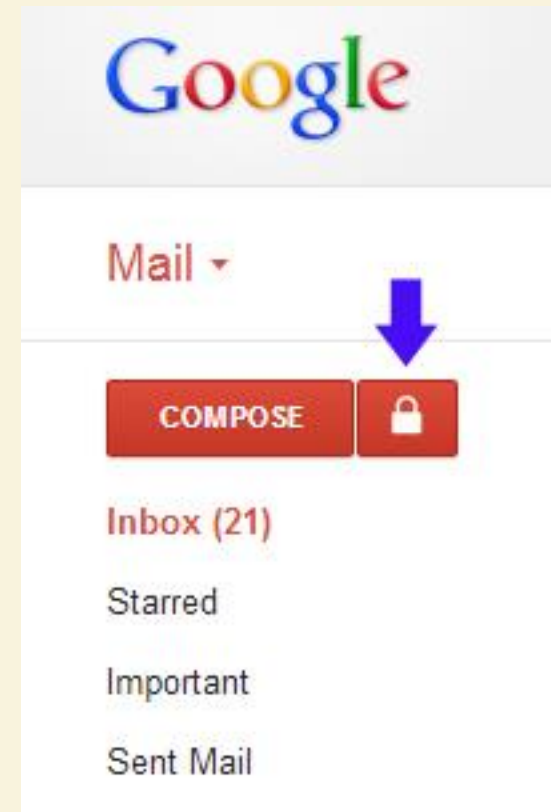 Google
Mail
COMPOSE
Inbox (21)
Starred
Important
Sent Mail